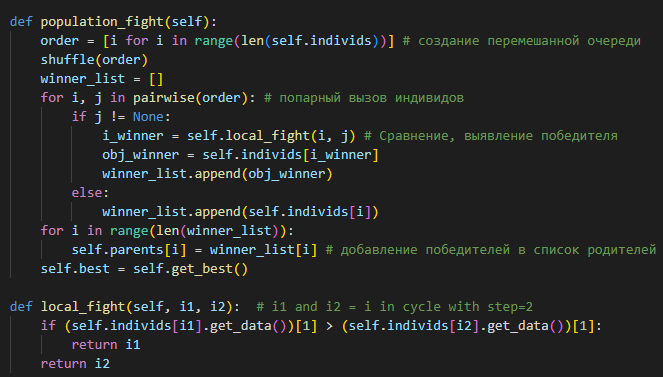 def population_fight(self):
    order = [i for i in range(len(self.individs))] # создание перемешанной очереди
    shuffle(order)
    winner_list = []
    for i, j in pairwise(order): # попарный вызов индивидов
        if j != None:
            i_winner = self.local_fight(i, j) # Сравнение, выявление победителя
            obj_winner = self.individs[i_winner]
            winner_list.append(obj_winner)
        else:
            winner_list.append(self.individs[i])
    for i in range(len(winner_list)):
        self.parents[i] = winner_list[i] # добавление победителей в список родителей
    self.best = self.get_best()
def local_fight(self, i1, i2):  # i1 and i2 = i in cycle with step=2
    if (self.individs[i1].get_data())[1] > (self.individs[i2].get_data())[1]:
        return i1
    return i2